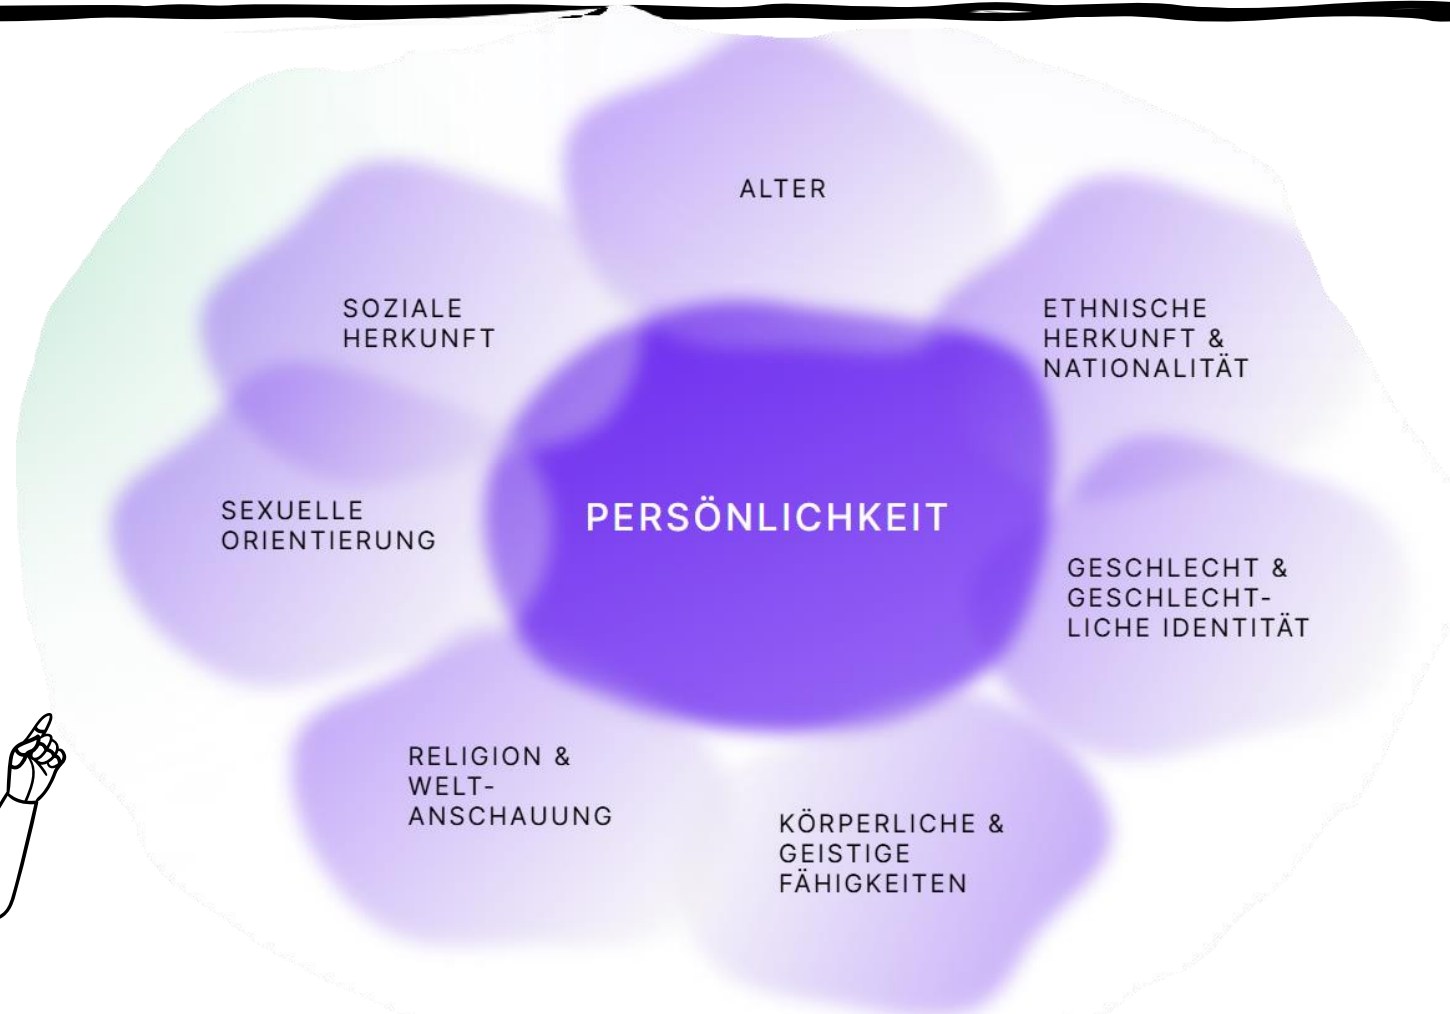 ALTER
SOZIALE
HERKUNFT
ETHNISCHE
HERKUNFT &
NATIONALITÄT
SEXUELLE
ORIENTIERUNG
PERSÖNLICHKEIT
GESCHLECHT &
GESCHLECHT-
LICHE IDENTITÄT
RELIGION &
WELT-
ANSCHAUUNG
KÖRPERLICHE &
GEISTIGE
FÄHIGKEITEN